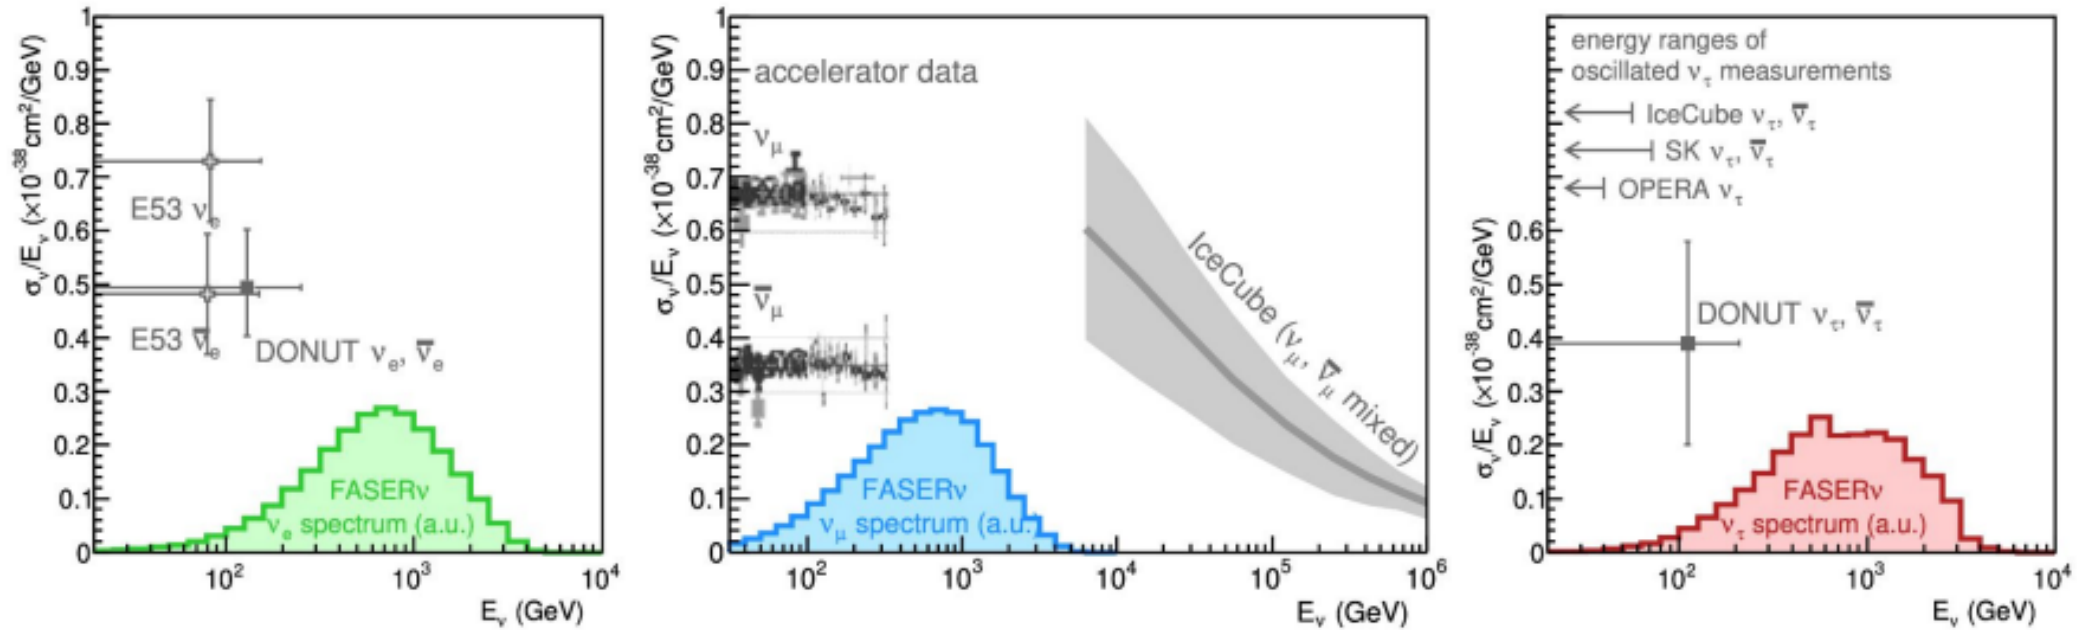 σν/Eν (×10⁻³⁸cm²/GeV)
1
0.9
0.8
0.7
0.6
0.5
0.4
0.3
0.2
0.1
0
E53 νe
E53 ν̅e
DONUT νe, ν̅e
FASERν
νe spectrum (a.u.)
10²
10³
10⁴
Eν (GeV)
σν/Eν (×10⁻³⁸cm²/GeV)
1
0.9
0.8
0.7
0.6
0.5
0.4
0.3
0.2
0.1
0
accelerator data
νμ
ν̅μ
IceCube (νμ, ν̅μ mixed)
FASERν
νμ spectrum (a.u.)
10²
10³
10⁴
10⁵
10⁶
Eν (GeV)
energy ranges of
oscillated ντ measurements
IceCube ντ, ν̅τ
SK ντ, ν̅τ
OPERA ντ
σν/Eν (×10⁻³⁸cm²/GeV)
0.6
0.5
0.4
0.3
0.2
0.1
0
DONUT ντ, ν̅τ
FASERν
ντ spectrum (a.u.)
10²
10³
10⁴
Eν (GeV)